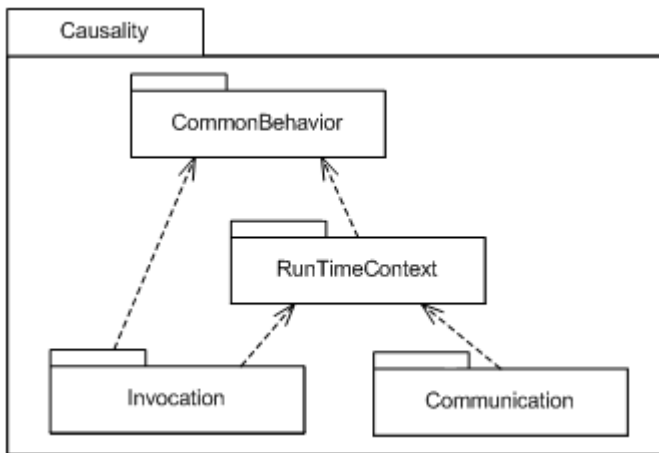 Causality
CommonBehavior
RunTimeContext
Invocation
Communication